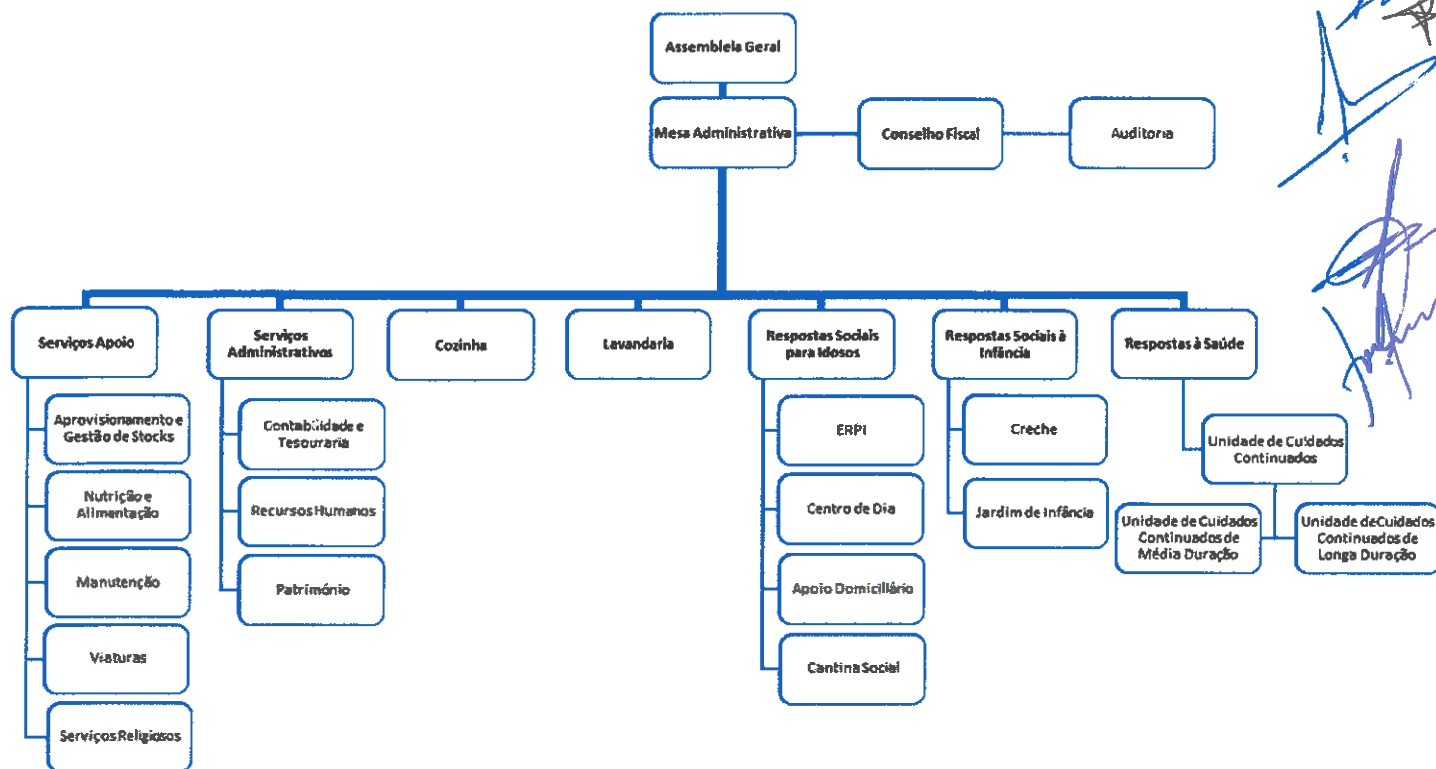 Assembleia Geral
Mesa Administrativa
Conselho Fiscal
Auditoria
Serviços Apoio
Serviços
Administrativos
Cozinha
Lavandaria
Respostas Sociais
para Idosos
Respostas Sociais à
Infância
Respostas à Saúde
Aprovisionamento e
Gestão de Stocks
Nutrição e
Alimentação
Manutenção
Viaturas
Serviços Religiosos
Contabilidade e
Tesouraria
Recursos Humanos
Património
ERPI
Centro de Dia
Apoio Domiciliário
Cantina Social
Creche
Jardim de Infância
Unidade de Cuidados
Continuados
Unidade de Cuidados
Continuados de
Média Duração
Unidade de Cuidados
Continuados de
Longa Duração